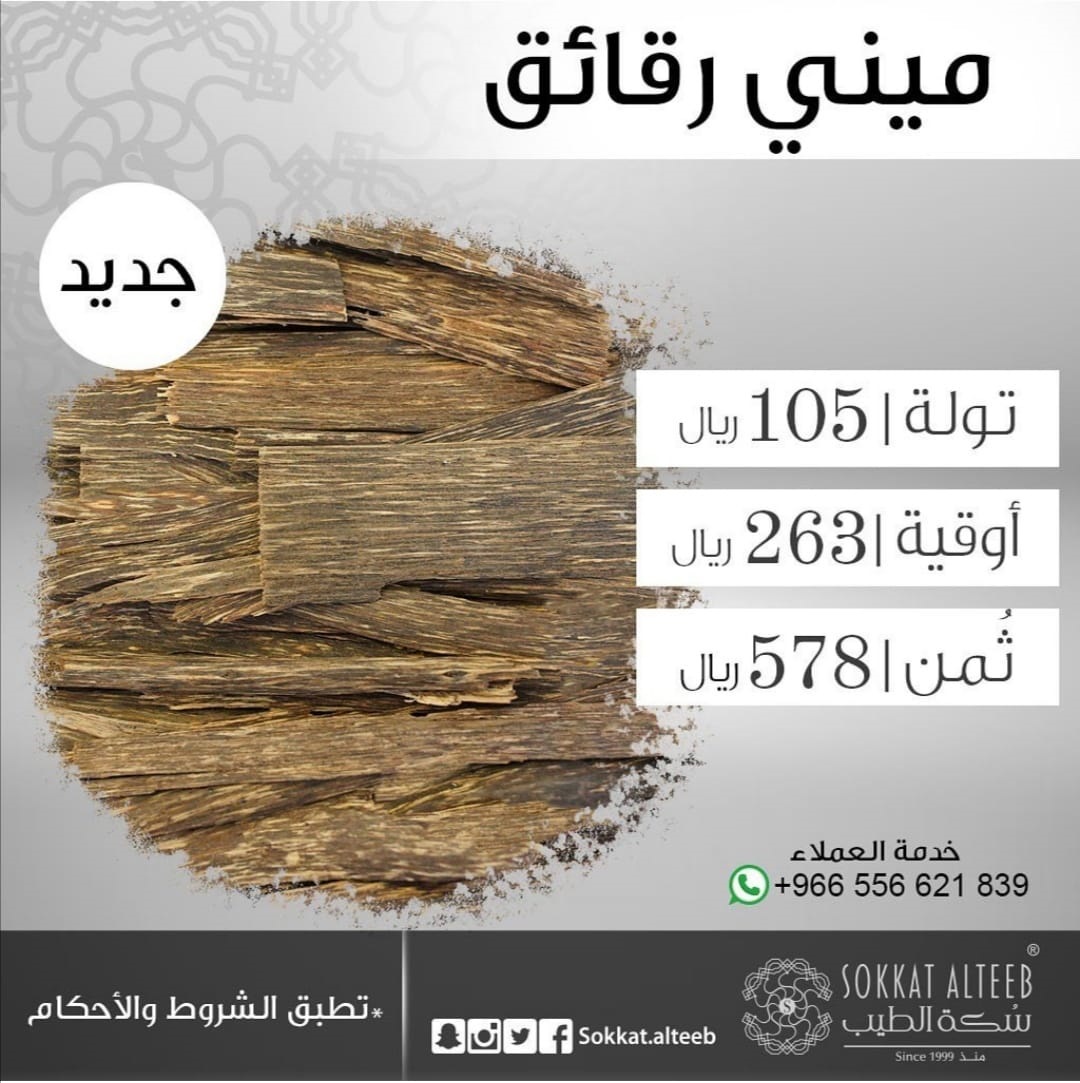 ميني رقائق
جديد
تولة | 105 ريال
أوقية | 263 ريال
ثُمن | 578 ريال
خدمة العملاء
+966 556 621 839
SOKKAT ALTEEB ®
سُكة الطيب
Since 1999 منذ
Sokkat.alteeb
*تطبق الشروط والأحكام